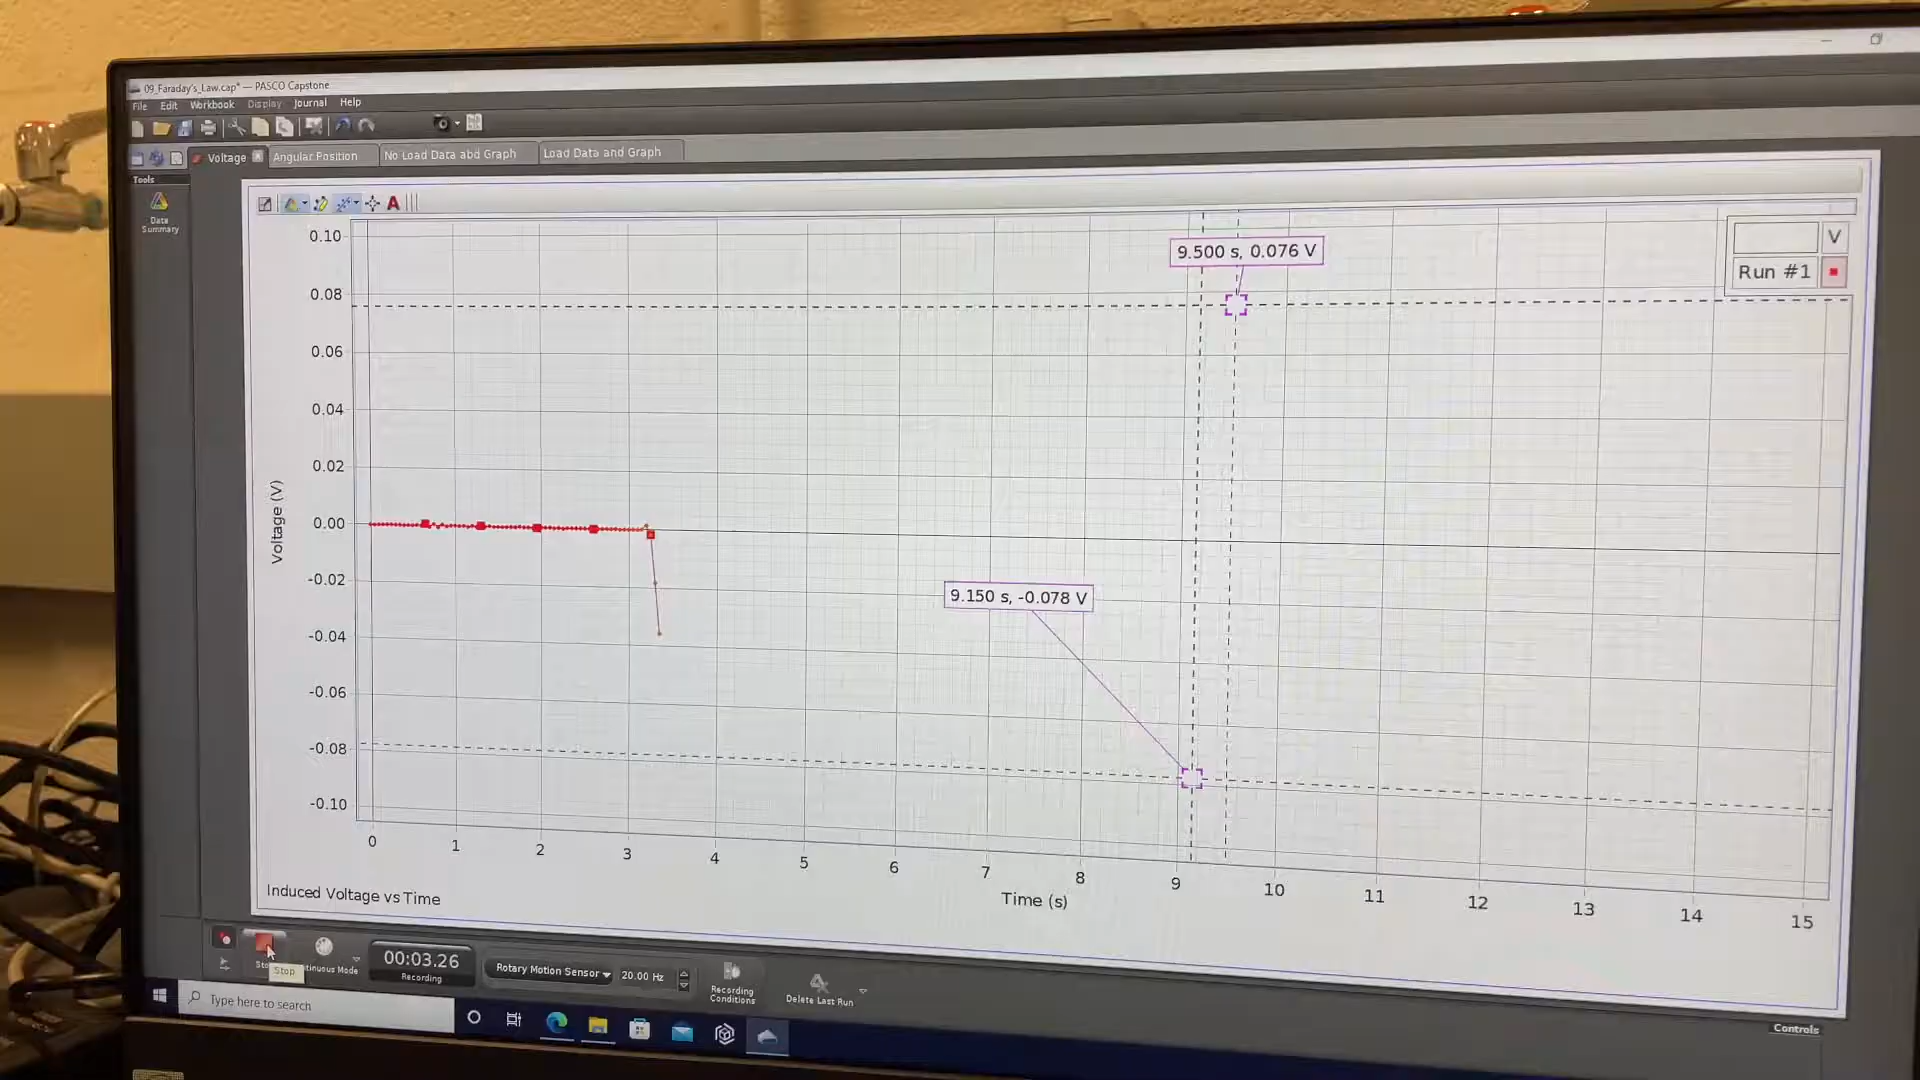 09_Faraday's_Law.cap* — PASCO Capstone
File Edit Workbook Display Journal Help
Voltage Angular Position No Load Data abd Graph Load Data and Graph
Tools
Data
Summary
A
9.500 s, 0.076 V
V
Run #1
0.10
0.08
0.06
0.04
0.02
0.00
-0.02
-0.04
-0.06
-0.08
-0.10
Voltage (V)
9.150 s, -0.078 V
0 1 2 3 4 5 6 7 8 9 10 11 12 13 14 15
Time (s)
Induced Voltage vs Time
Stop
tinuous Mode
00:03.26
Recording
Rotary Motion Sensor
20.00 Hz
Recording
Conditions
Delete Last Run
Controls
Type here to search